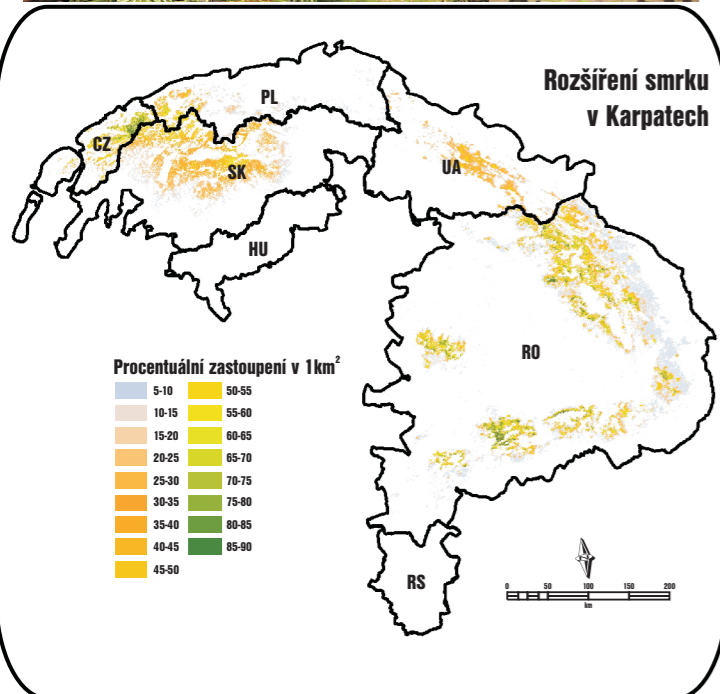 Rozšíření smrku
v Karpatech
PL
CZ
SK
UA
HU
RO
RS
Procentuální zastoupení v 1km²
5-10
10-15
15-20
20-25
25-30
30-35
35-40
40-45
45-50
50-55
55-60
60-65
65-70
70-75
75-80
80-85
85-90
0 50 100 150 200
km